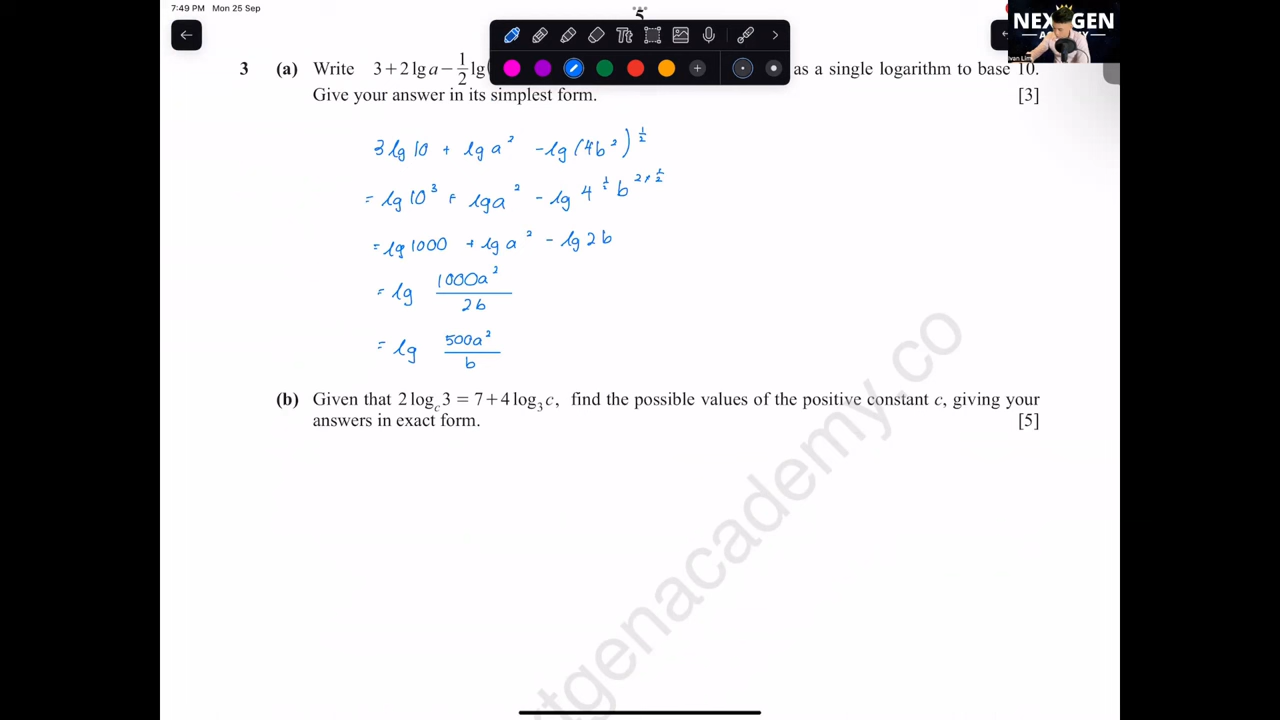 7:49 PM Mon 25 Sep
5
NEXTGEN
3 (a) Write 3+2 lg a − 1/2 lg as a single logarithm to base 10.
Give your answer in its simplest form. [3]
3 lg 10 + lg a² − lg (4b²)^(1/2)
= lg 10³ + lg a² − lg 4^(1/2) b^(2×1/2)
= lg 1000 + lg a² − lg 2b
= lg 1000a²/2b
= lg 500a²/b
(b) Given that 2 log_c 3 = 7+4 log₃ c, find the possible values of the positive constant c, giving your
answers in exact form. [5]
tgenacademy.co